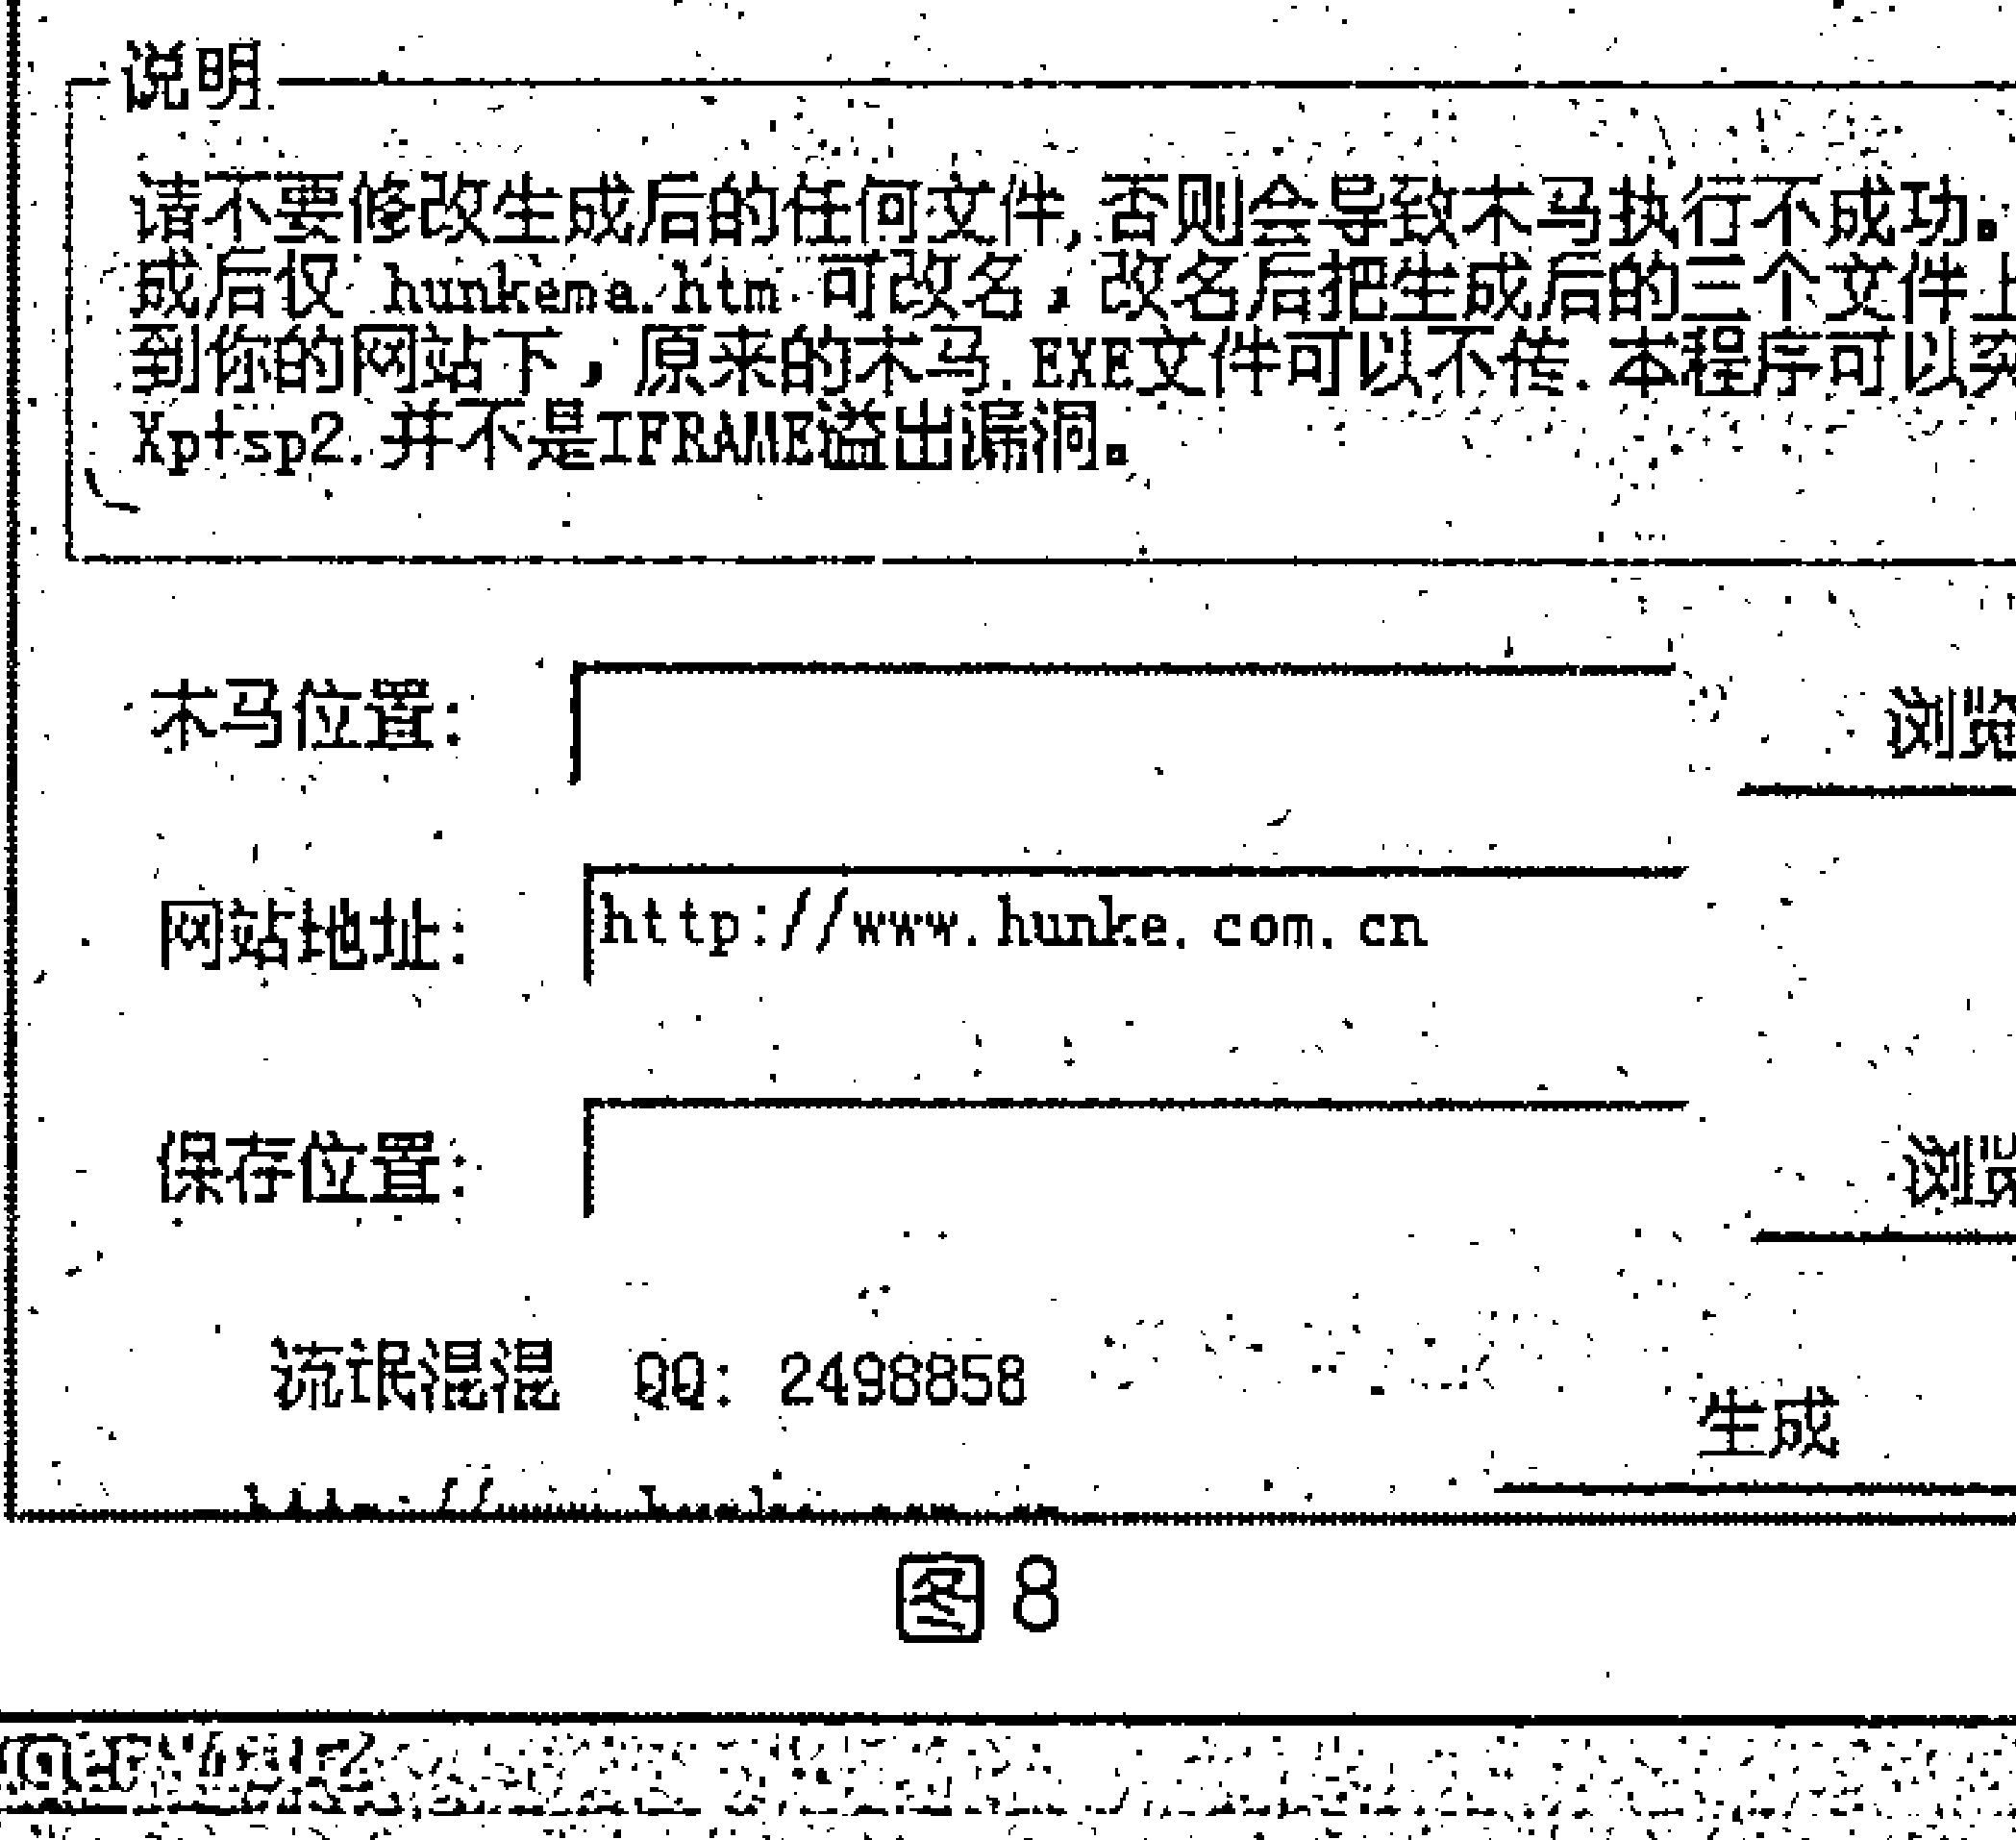 说明
请不要修改生成后的任何文件,否则会导致木马执行不成功。
成后仅 hunkema.htm 可改名，改名后把生成后的三个文件上
到你的网站下，原来的木马.EXE文件可以不传.本程序可以实
Xp+sp2.并不是IFRAME溢出漏洞。
木马位置:
浏览
网站地址:
http://www.hunke.com.cn
保存位置:
浏览
流氓混混 QQ: 2498858
生成
图8